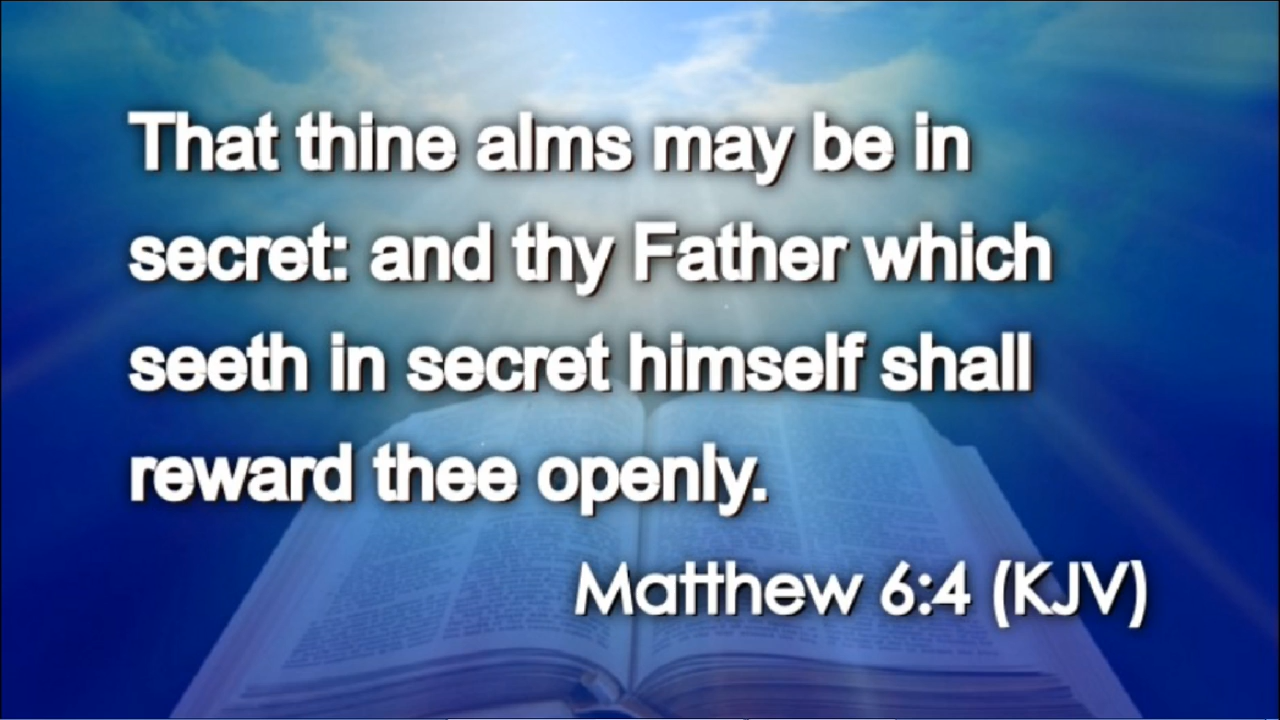 That thine alms may be in
secret: and thy Father which
seeth in secret himself shall
reward thee openly.
Matthew 6:4 (KJV)